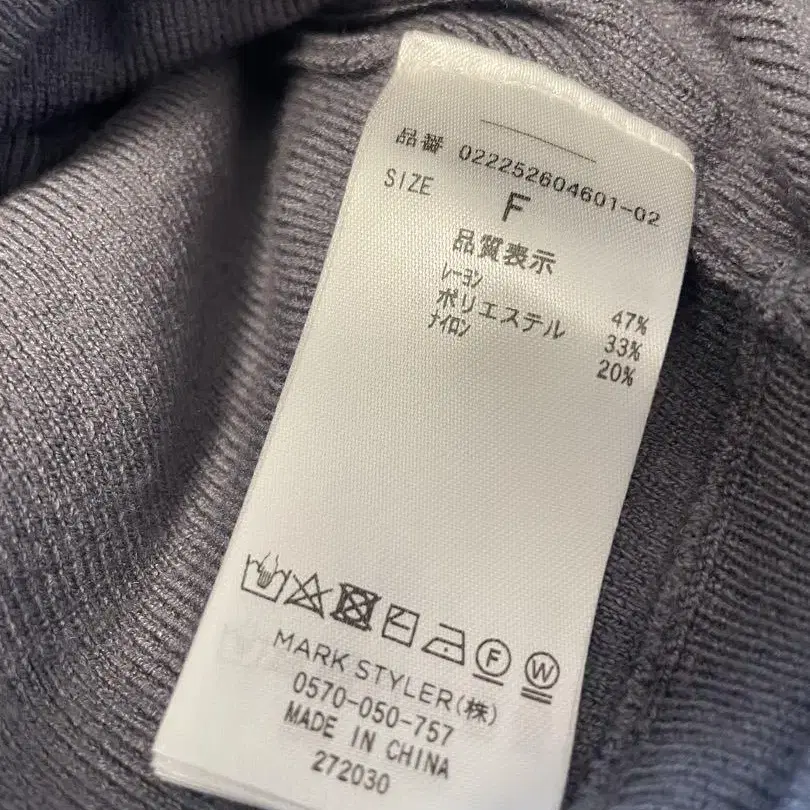 品番 022252604601-02
SIZE F
品質表示
レーヨン 47%
ポリエステル 33%
ナイロン 20%
F W
MARK STYLER(株)
0570-050-757
MADE IN CHINA
272030